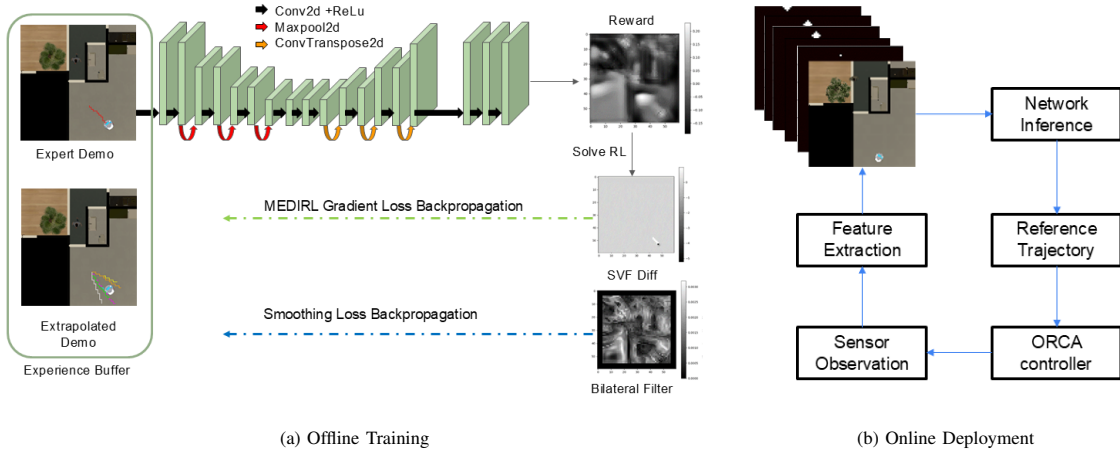 Conv2d +ReLu
Maxpool2d
ConvTranspose2d
Expert Demo
Extrapolated
Demo
Experience Buffer
Reward
Solve RL
MEDIRL Gradient Loss Backpropagation
SVF Diff
Smoothing Loss Backpropagation
Bilateral Filter
(a) Offline Training
Network
Inference
Feature
Extraction
Reference
Trajectory
Sensor
Observation
ORCA
controller
(b) Online Deployment